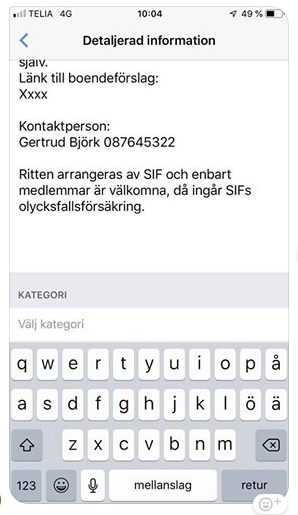 TELIA 4G 10:04 49 %
Detaljerad information
själv.
Länk till boendeförslag:
Xxxx
Kontaktperson:
Gertrud Björk 087645322
Ritten arrangeras av SIF och enbart
medlemmar är välkomna, då ingår SIFs
olycksfallsförsäkring.
KATEGORI
Välj kategori
q w e r t y u i o p å
a s d f g h j k l ö ä
z x c v b n m
123 mellanslag retur